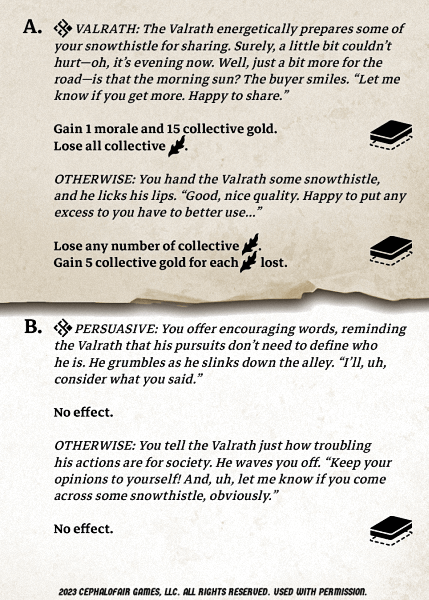 A. VALRATH: The Valrath energetically prepares some of
your snowthistle for sharing. Surely, a little bit couldn't
hurt—oh, it's evening now. Well, just a bit more for the
road—is that the morning sun? The buyer smiles. “Let me
know if you get more. Happy to share.”
Gain 1 morale and 15 collective gold.
Lose all collective .
OTHERWISE: You hand the Valrath some snowthistle,
and he licks his lips. “Good, nice quality. Happy to put any
excess to you have to better use...”
Lose any number of collective .
Gain 5 collective gold for each lost.
B. PERSUASIVE: You offer encouraging words, reminding
the Valrath that his pursuits don't need to define who
he is. He grumbles as he slinks down the alley. “I'll, uh,
consider what you said.”
No effect.
OTHERWISE: You tell the Valrath just how troubling
his actions are for society. He waves you off. “Keep your
opinions to yourself! And, uh, let me know if you come
across some snowthistle, obviously.”
No effect.
2023 CEPHALOFAIR GAMES, LLC. ALL RIGHTS RESERVED. USED WITH PERMISSION.